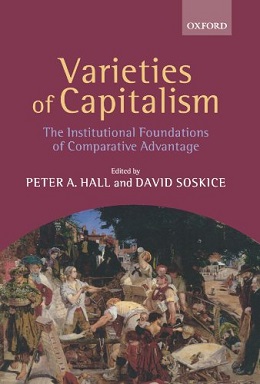 OXFORD
Varieties
of Capitalism
The Institutional Foundations
of Comparative Advantage
Edited by
PETER A. HALL and DAVID SOSKICE